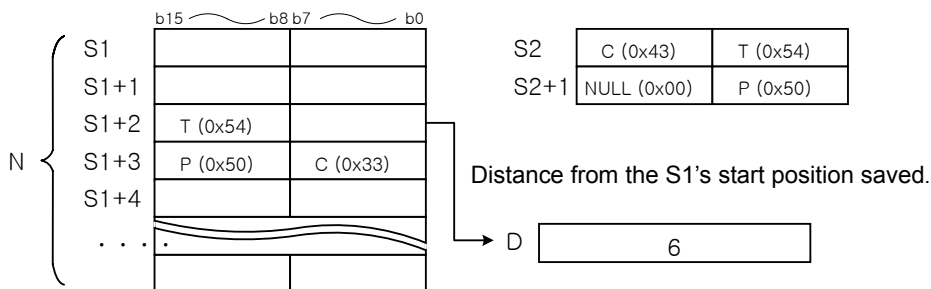 b15 b8 b7 b0
S1
S1+1
S1+2 T (0x54)
S1+3 P (0x50) C (0x33)
S1+4
. . . .
N
S2 C (0x43) T (0x54)
S2+1 NULL (0x00) P (0x50)
Distance from the S1's start position saved.
D 6